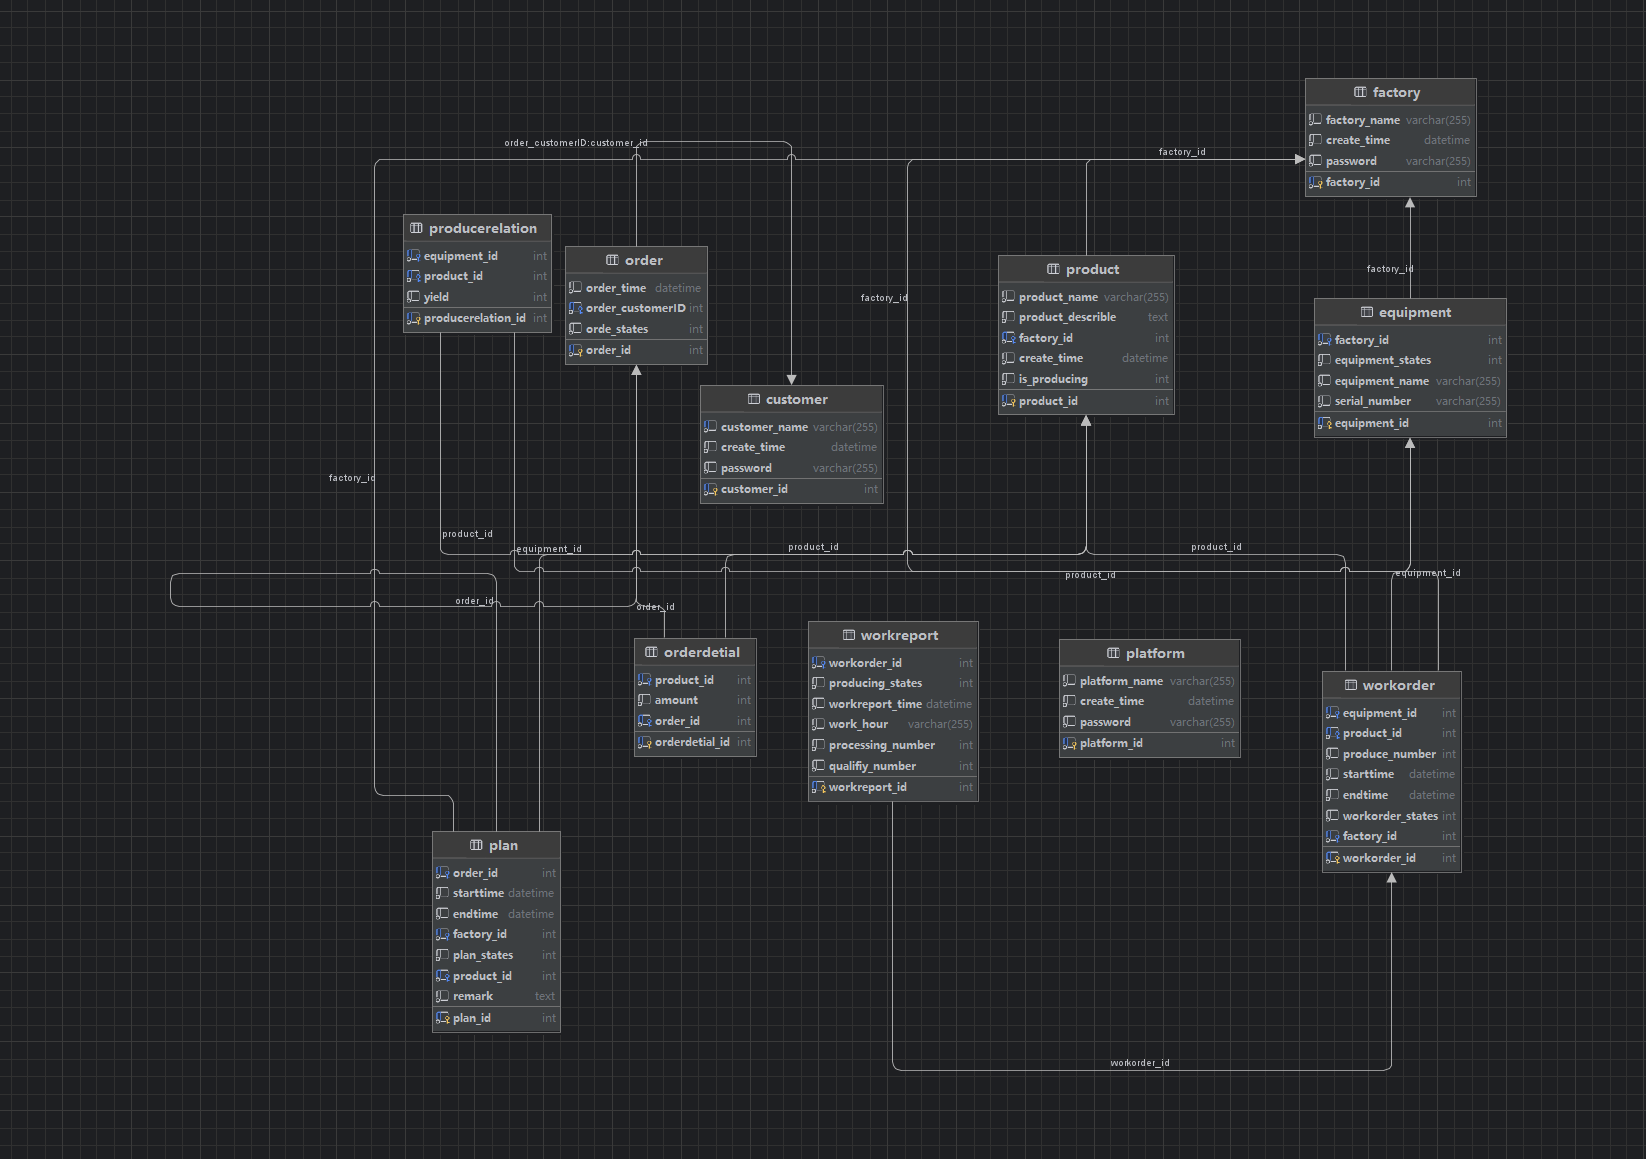 factory
factory_name varchar(255)
create_time datetime
password varchar(255)
factory_id int
order_customerID:customer_id
factory_id
producerelation
equipment_id int
product_id int
yield int
producerelation_id int
order
order_time datetime
order_customerID int
orde_states int
order_id int
product
product_name varchar(255)
product_describle text
factory_id int
create_time datetime
is_producing int
product_id int
factory_id
factory_id
equipment
factory_id int
equipment_states int
equipment_name varchar(255)
serial_number varchar(255)
equipment_id int
customer
customer_name varchar(255)
create_time datetime
password varchar(255)
customer_id int
factory_id
product_id
equipment_id
product_id
product_id
product_id
equipment_id
order_id
order_id
orderdetial
product_id int
amount int
order_id int
orderdetial_id int
workreport
workorder_id int
producing_states int
workreport_time datetime
work_hour varchar(255)
processing_number int
qualifiy_number int
workreport_id int
platform
platform_name varchar(255)
create_time datetime
password varchar(255)
platform_id int
workorder
equipment_id int
product_id int
produce_number int
starttime datetime
endtime datetime
workorder_states int
factory_id int
workorder_id int
plan
order_id int
starttime datetime
endtime datetime
factory_id int
plan_states int
product_id int
remark text
plan_id int
workorder_id